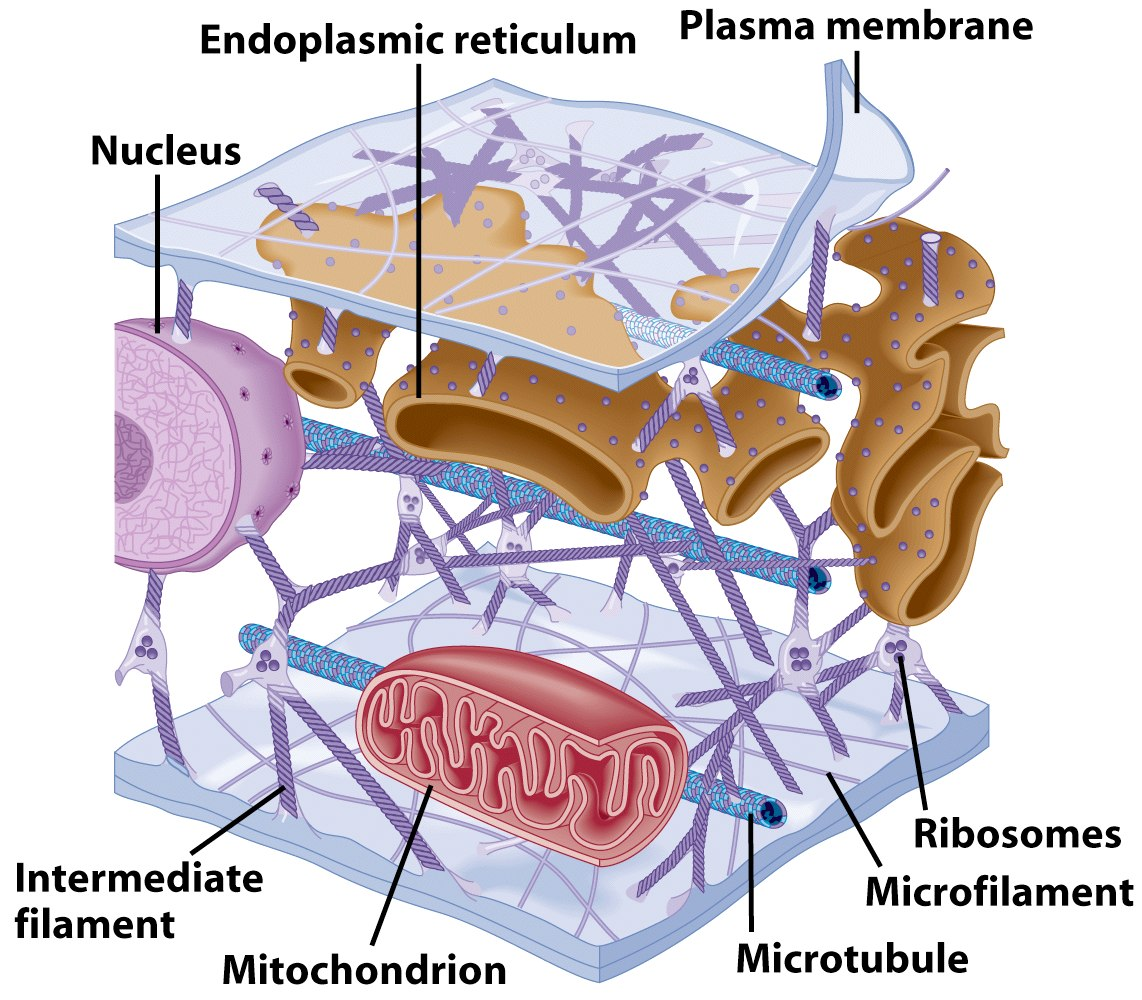 Plasma membrane
Endoplasmic reticulum
Nucleus
Ribosomes
Intermediate
filament
Microfilament
Mitochondrion
Microtubule